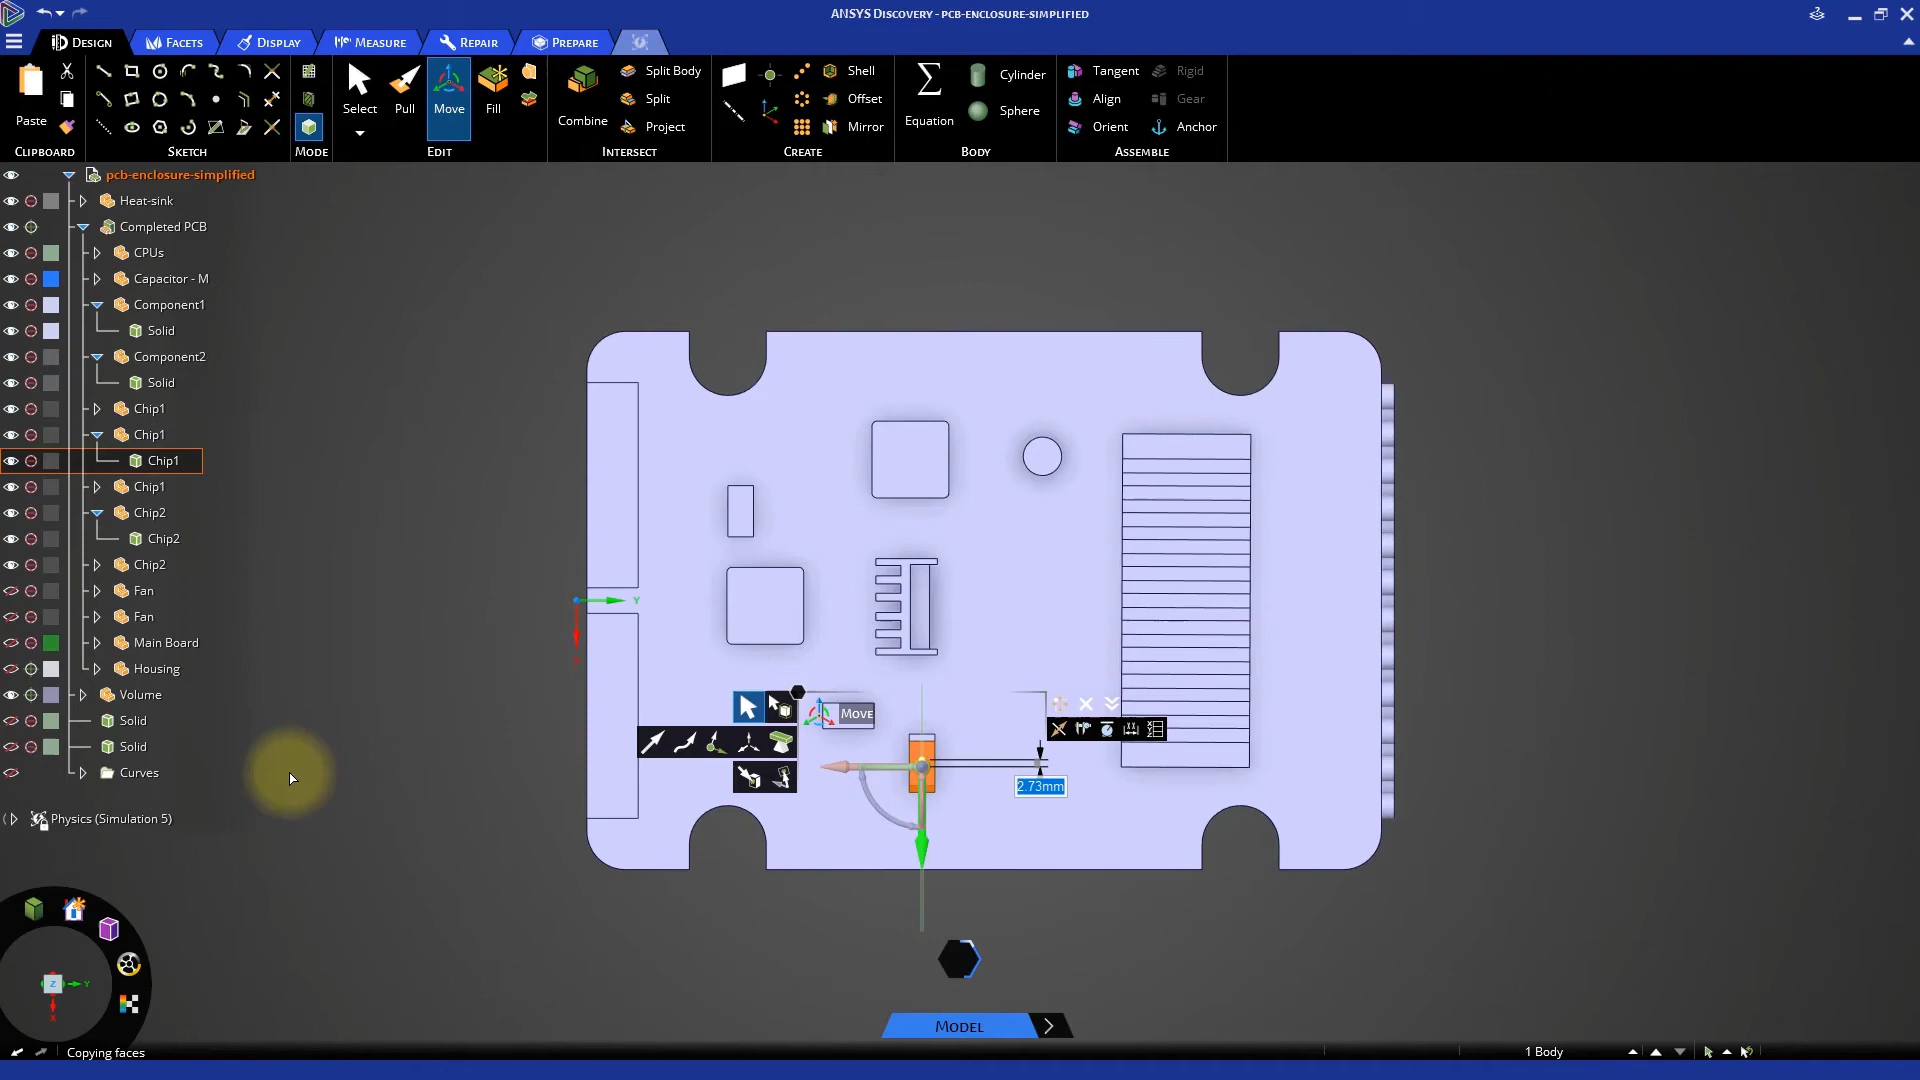 ANSYS Discovery - pcb-enclosure-simplified
Design
Facets
Display
Measure
Repair
Prepare
Paste
Clipboard
Sketch
Mode
Select
Pull
Move
Fill
Edit
Combine
Split Body
Split
Project
Intersect
Shell
Offset
Mirror
Create
Equation
Cylinder
Sphere
Body
Tangent
Rigid
Align
Gear
Orient
Anchor
Assemble
pcb-enclosure-simplified
Heat-sink
Completed PCB
CPUs
Capacitor - M
Component1
Solid
Component2
Solid
Chip1
Chip1
Chip1
Chip1
Chip2
Chip2
Chip2
Fan
Fan
Main Board
Housing
Volume
Solid
Solid
Curves
Physics (Simulation 5)
Y
Move
2.73mm
Z
Y
X
Model
Copying faces
1 Body